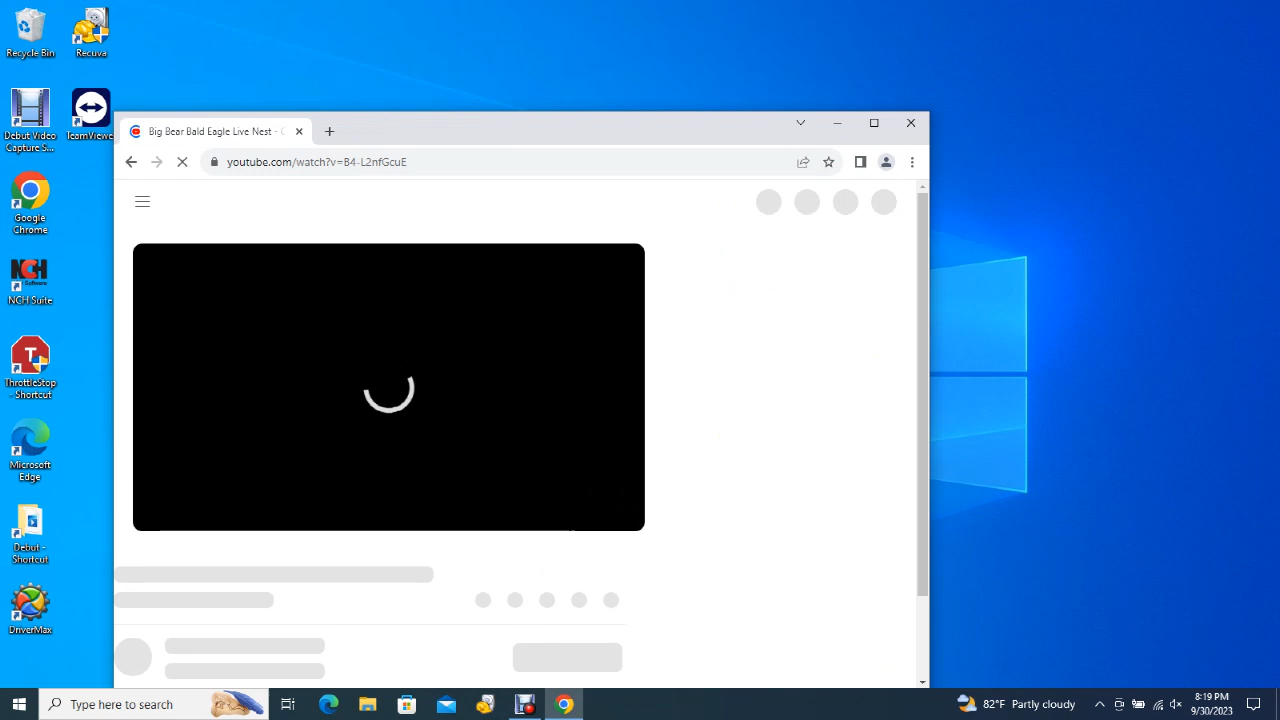 Recycle Bin
Recuva
Debut Video
Capture S...
TeamViewer
Google
Chrome
NCH
Software
NCH Suite
T
ThrottleStop
- Shortcut
Microsoft
Edge
Debut -
Shortcut
DriverMax
Big Bear Bald Eagle Live Nest - C
youtube.com/watch?v=B4-L2nfGcuE
Type here to search
82°F Partly cloudy
8:19 PM
9/30/2023